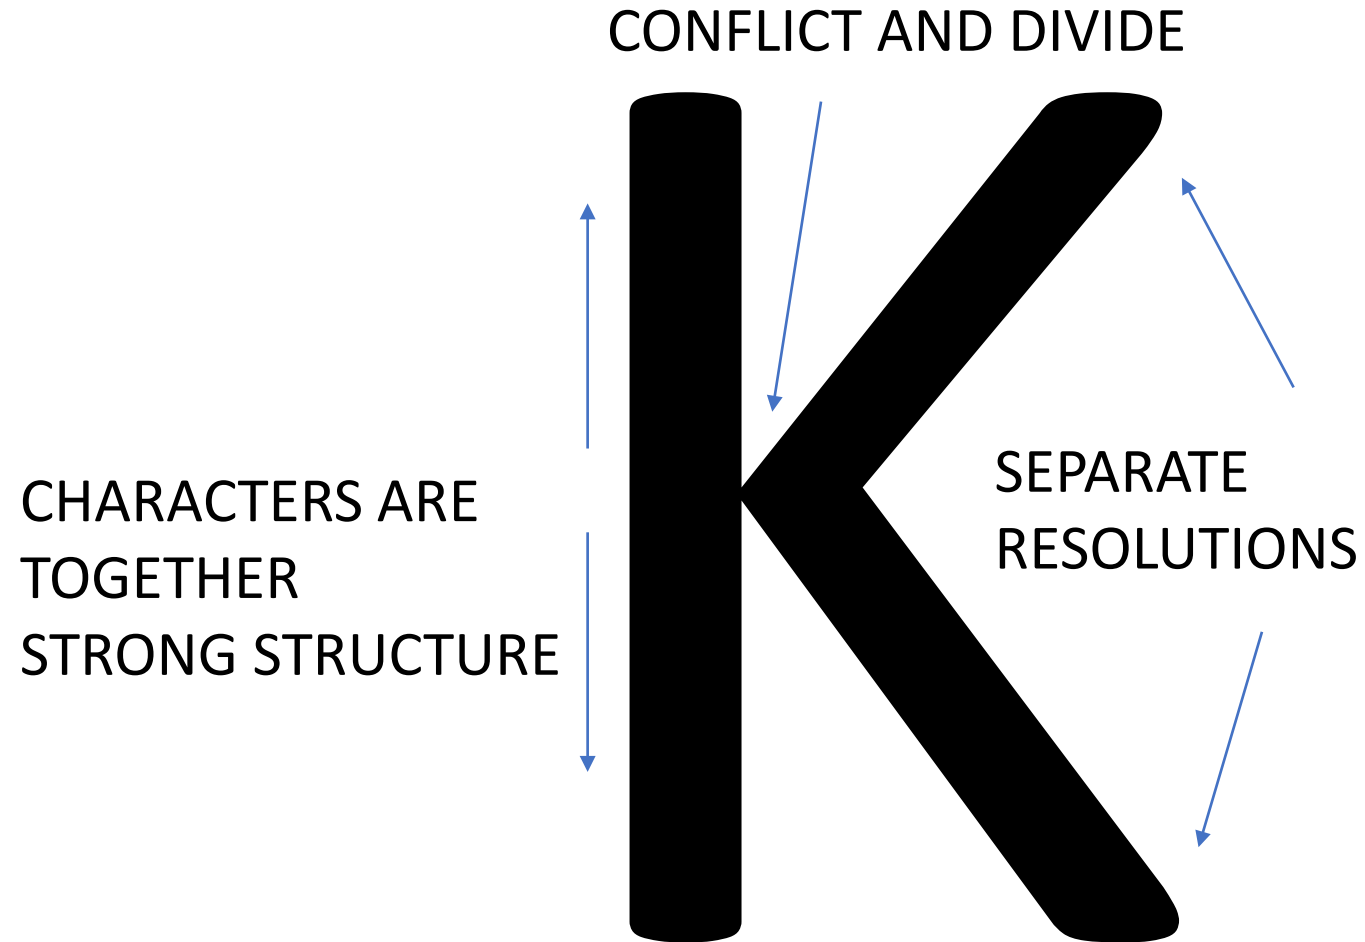 CONFLICT AND DIVIDE
K
CHARACTERS ARE
TOGETHER
STRONG STRUCTURE
SEPARATE
RESOLUTIONS